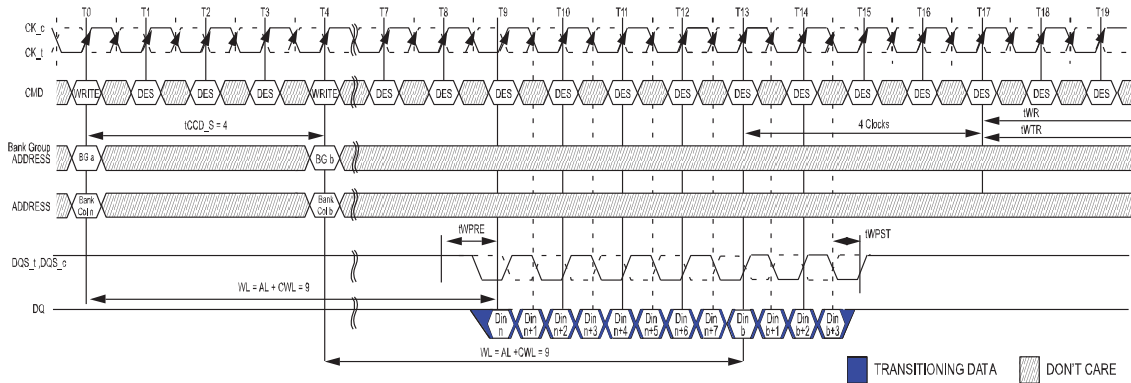 T0 T1 T2 T3 T4 T7 T8 T9 T10 T11 T12 T13 T14 T15 T16 T17 T18 T19
CK_c
CK_t
CMD WRITE DES DES DES WRITE DES DES DES DES DES DES DES DES DES DES DES DES DES
tCCD_S = 4
4 Clocks
tWR
tWTR
Bank Group
ADDRESS
BG a
BG b
ADDRESS
Bank
Col n
Bank
Col b
tWPRE
tWPST
DQS_t ,DQS_c
WL = AL + CWL = 9
DQ
Din n
Din n+1
Din n+2
Din n+3
Din n+4
Din n+5
Din n+6
Din n+7
Din b
Din b+1
Din b+2
Din b+3
WL = AL +CWL = 9
TRANSITIONING DATA
DON'T CARE